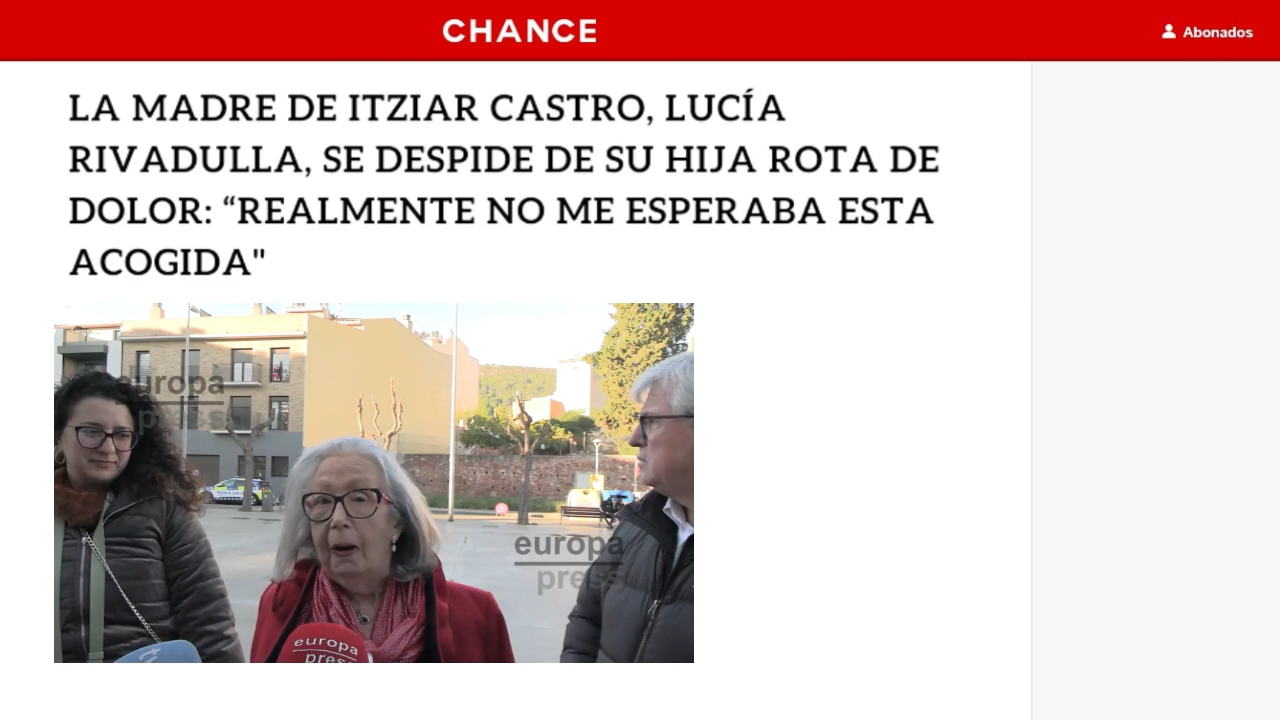 CHANCE
Abonados
LA MADRE DE ITZIAR CASTRO, LUCÍA
RIVADULLA, SE DESPIDE DE SU HIJA ROTA DE
DOLOR: “REALMENTE NO ME ESPERABA ESTA
ACOGIDA"
europa
press
europa
press
europa
press